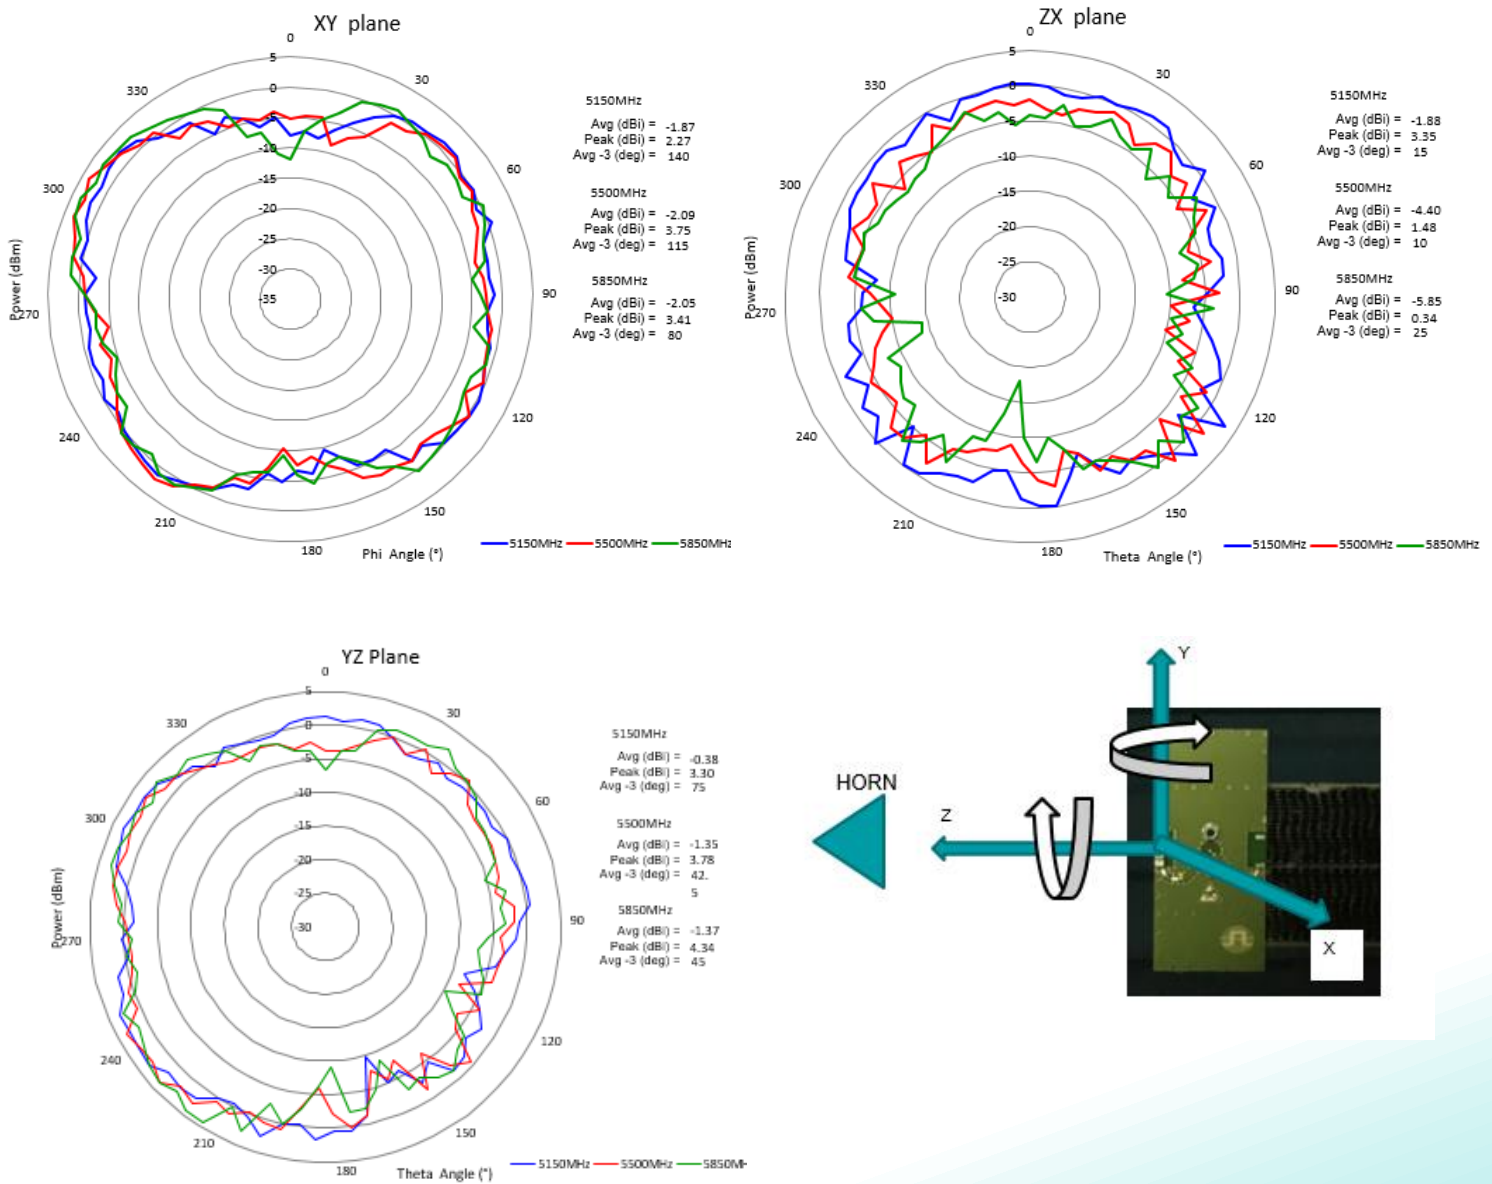 XY plane
0
5
0
-5
-10
-15
-20
-25
-30
-35
30
60
90
120
150
180
210
240
270
300
330
Power (dBm)
Phi Angle (°)
5150MHz
5500MHz
5850MHz
5150MHz
Avg (dBi) = -1.87
Peak (dBi) = 2.27
Avg -3 (deg) = 140
5500MHz
Avg (dBi) = -2.09
Peak (dBi) = 3.75
Avg -3 (deg) = 115
5850MHz
Avg (dBi) = -2.05
Peak (dBi) = 3.41
Avg -3 (deg) = 80
ZX plane
0
5
0
-5
-10
-15
-20
-25
-30
30
60
90
120
150
180
210
240
270
300
330
Power (dBm)
Theta Angle (°)
5150MHz
5500MHz
5850MHz
5150MHz
Avg (dBi) = -1.88
Peak (dBi) = 3.35
Avg -3 (deg) = 15
5500MHz
Avg (dBi) = -4.40
Peak (dBi) = 1.48
Avg -3 (deg) = 10
5850MHz
Avg (dBi) = -5.85
Peak (dBi) = 0.34
Avg -3 (deg) = 25
YZ Plane
0
5
0
-5
-10
-15
-20
-25
-30
30
60
90
120
150
180
210
240
270
300
330
Power (dBm)
Theta Angle (°)
5150MHz
5500MHz
5850MH
5150MHz
Avg (dBi) = -0.38
Peak (dBi) = 3.30
Avg -3 (deg) = 75
5500MHz
Avg (dBi) = -1.35
Peak (dBi) = 3.78
Avg -3 (deg) = 42.
5
5850MHz
Avg (dBi) = -1.37
Peak (dBi) = 4.34
Avg -3 (deg) = 45
Y
HORN
Z
X